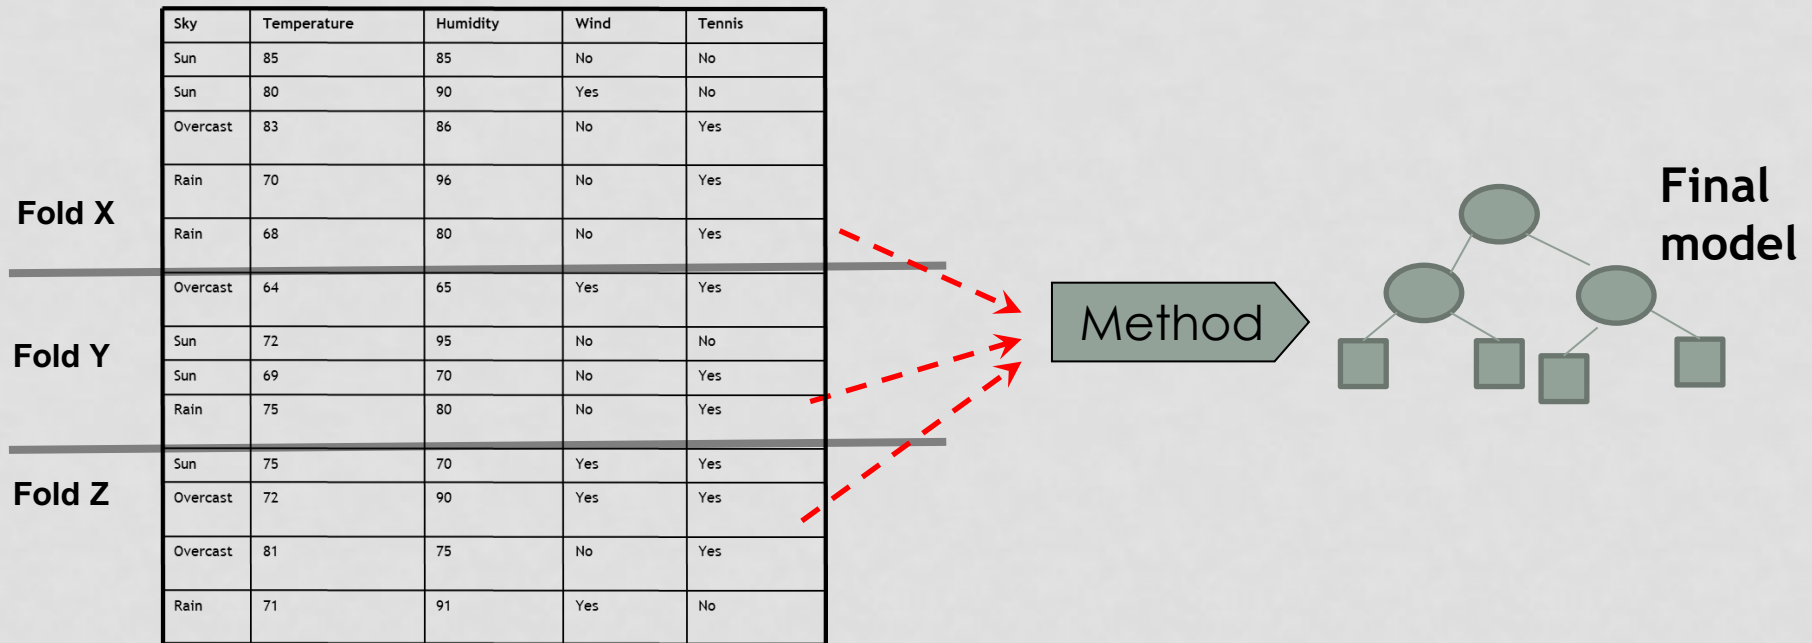 Sky Temperature Humidity Wind Tennis
Sun 85 85 No No
Sun 80 90 Yes No
Overcast 83 86 No Yes
Rain 70 96 No Yes
Fold X
Rain 68 80 No Yes
Overcast 64 65 Yes Yes
Sun 72 95 No No
Fold Y
Sun 69 70 No Yes
Rain 75 80 No Yes
Sun 75 70 Yes Yes
Fold Z
Overcast 72 90 Yes Yes
Overcast 81 75 No Yes
Rain 71 91 Yes No
Method
Final
model